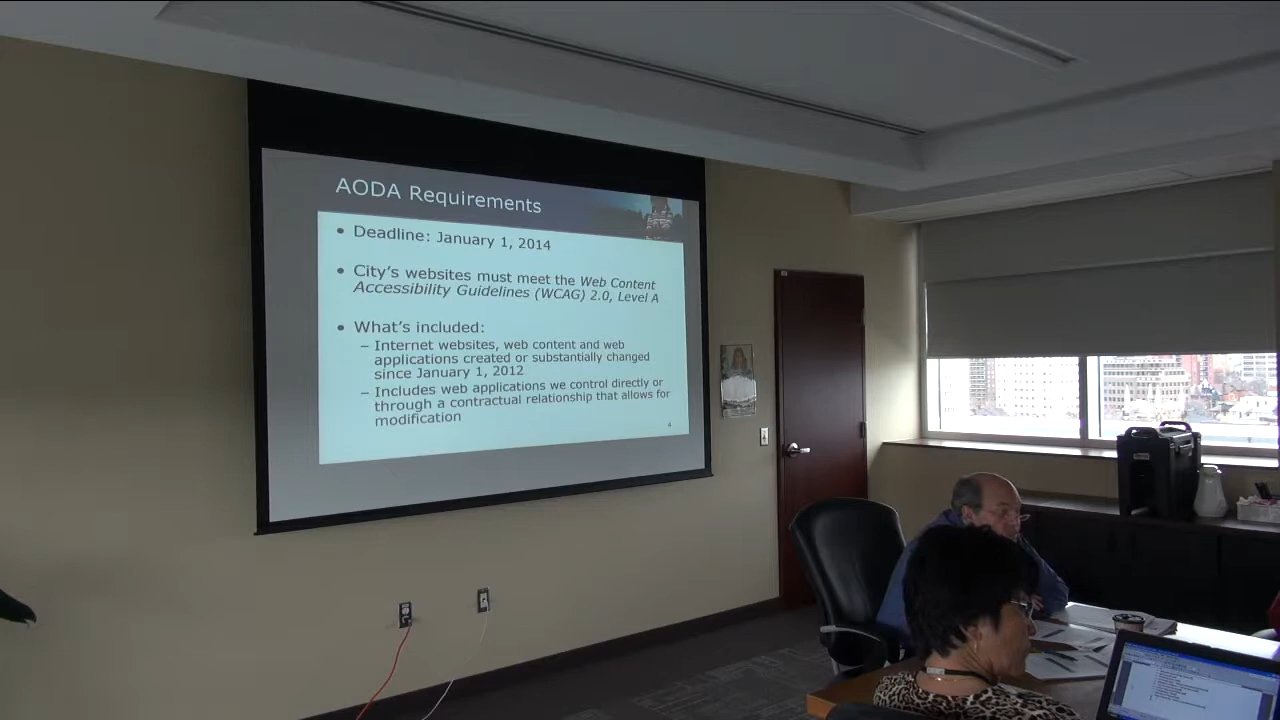 AODA Requirements
• Deadline: January 1, 2014
• City's websites must meet the Web Content
Accessibility Guidelines (WCAG) 2.0, Level A
• What's included:
– Internet websites, web content and web
applications created or substantially changed
since January 1, 2012
– Includes web applications we control directly or
through a contractual relationship that allows for
modification
4